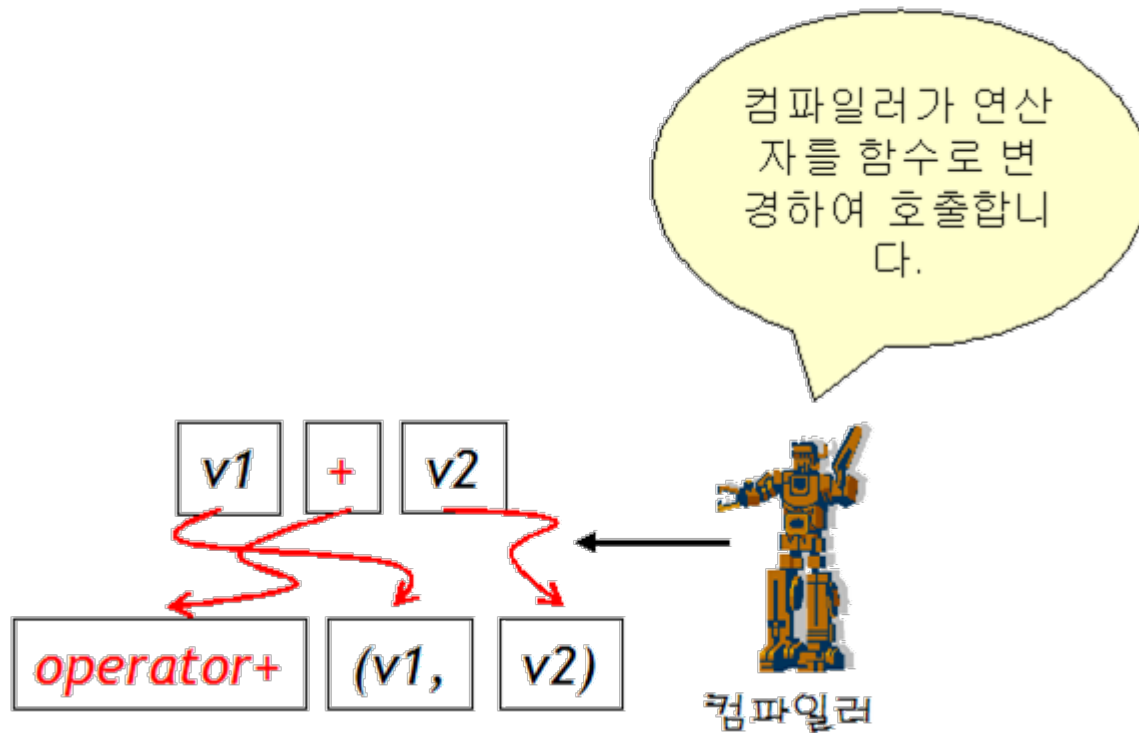 컴파일러가 연산
자를 함수로 변
경하여 호출합니
다.
v1 + v2
operator+ (v1, v2)
컴파일러